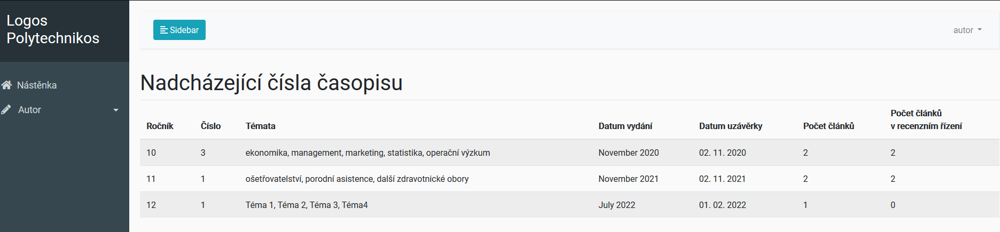 Logos
Polytechnikos
Sidebar
autor
Nástěnka
Autor
Nadcházející čísla časopisu
Ročník Číslo Témata Datum vydání Datum uzávěrky Počet článků Počet článků
v recenzním řízení
10 3 ekonomika, management, marketing, statistika, operační výzkum November 2020 02. 11. 2020 2 2
11 1 ošetřovatelství, porodní asistence, další zdravotnické obory November 2021 02. 11. 2021 2 2
12 1 Téma 1, Téma 2, Téma 3, Téma4 July 2022 01. 02. 2022 1 0